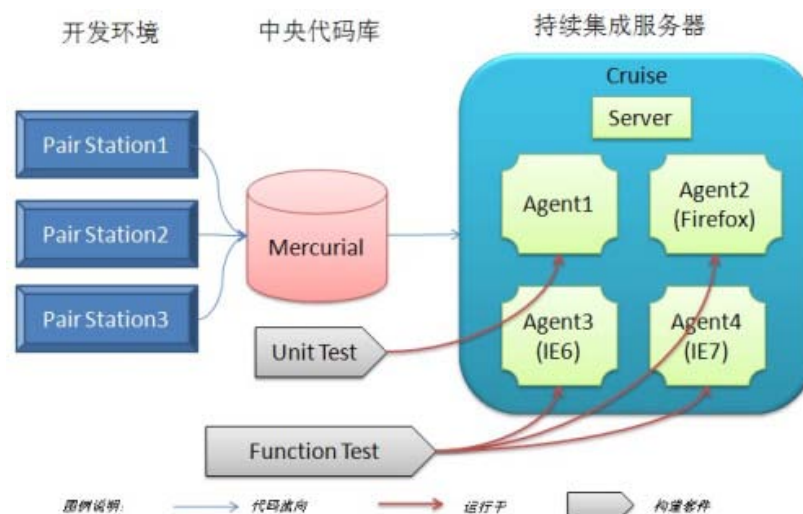 开发环境 中央代码库 持续集成服务器
Cruise
Server
Pair Station1
Pair Station2
Pair Station3
Mercurial
Agent1
Agent2
(Firefox)
Agent3
(IE6)
Agent4
(IE7)
Unit Test
Function Test
图例说明: 代码流向 运行于 构建套件